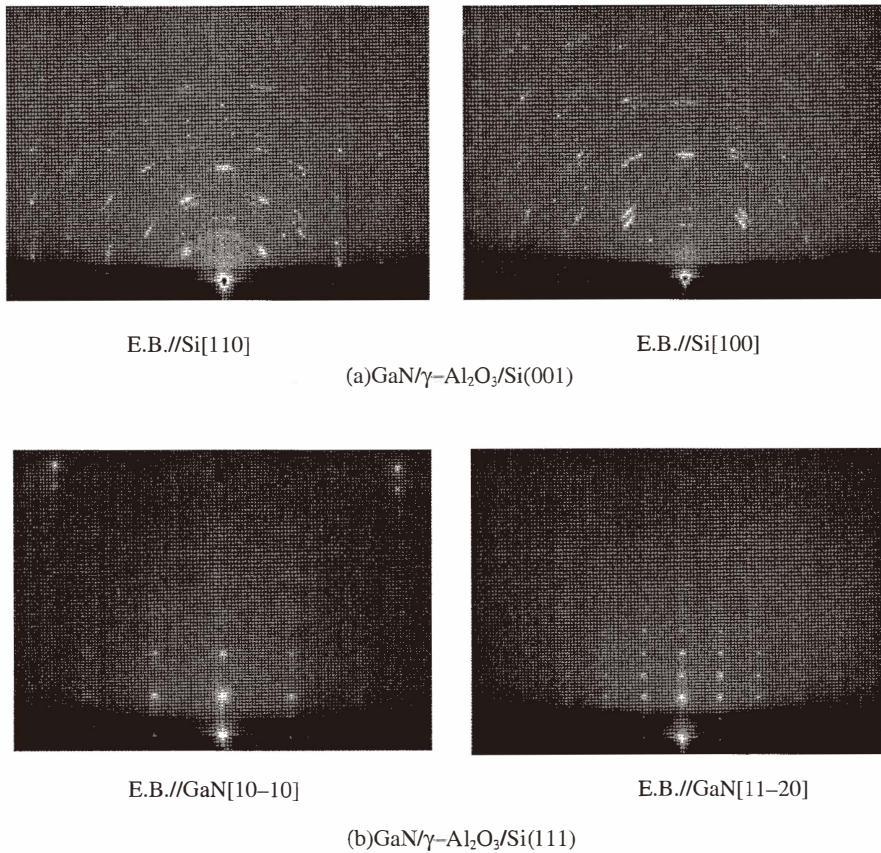 E.B.//Si[110]
E.B.//Si[100]
(a)GaN/γ–Al₂O₃/Si(001)
E.B.//GaN[10–10]
E.B.//GaN[11–20]
(b)GaN/γ–Al₂O₃/Si(111)